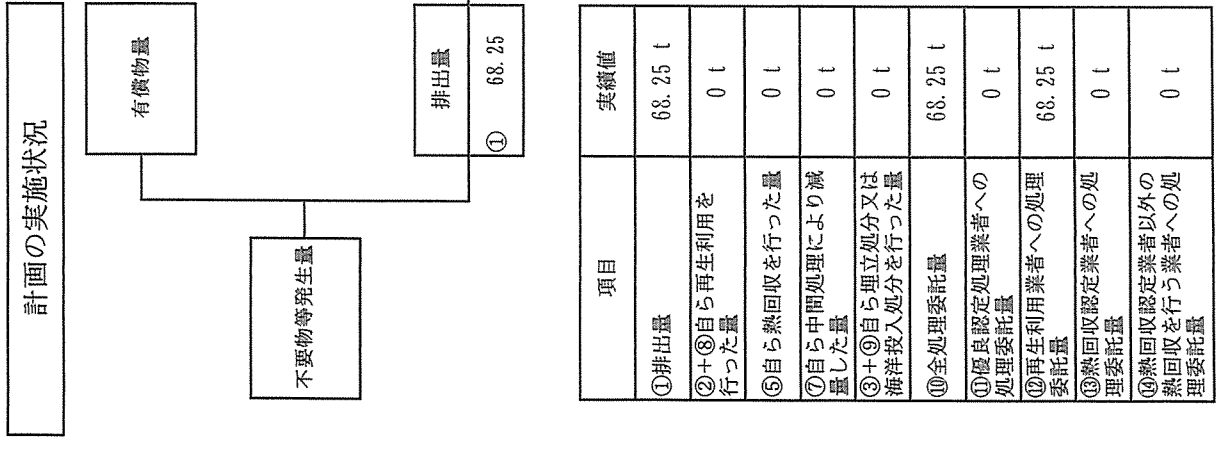 計画の実施状況
不要物等発生量
有償物量
排出量
① 68.25
項目
実績値
①排出量
68.25 t
②+⑧自ら再生利用を
行った量
0 t
⑤自ら熱回収を行った量
0 t
⑦自ら中間処理により減
量した量
0 t
③+⑨自ら埋立処分又は
海洋投入処分を行った量
0 t
⑩全処理委託量
68.25 t
⑪優良認定処理業者への
処理委託量
0 t
⑫再生利用業者への処理
委託量
68.25 t
⑬熱回収認定業者への処
理委託量
0 t
⑭熱回収認定業者以外の
熱回収を行う業者への処
理委託量
0 t